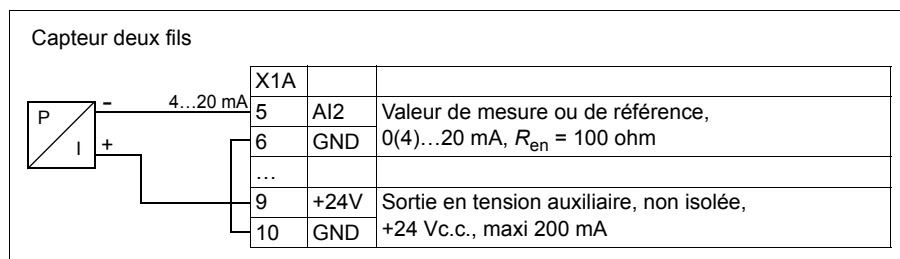 Capteur deux fils
X1A
P
I
-
+
4…20 mA
5 AI2 Valeur de mesure ou de référence,
6 GND 0(4)…20 mA, Ren = 100 ohm
…
9 +24V Sortie en tension auxiliaire, non isolée,
10 GND +24 Vc.c., maxi 200 mA